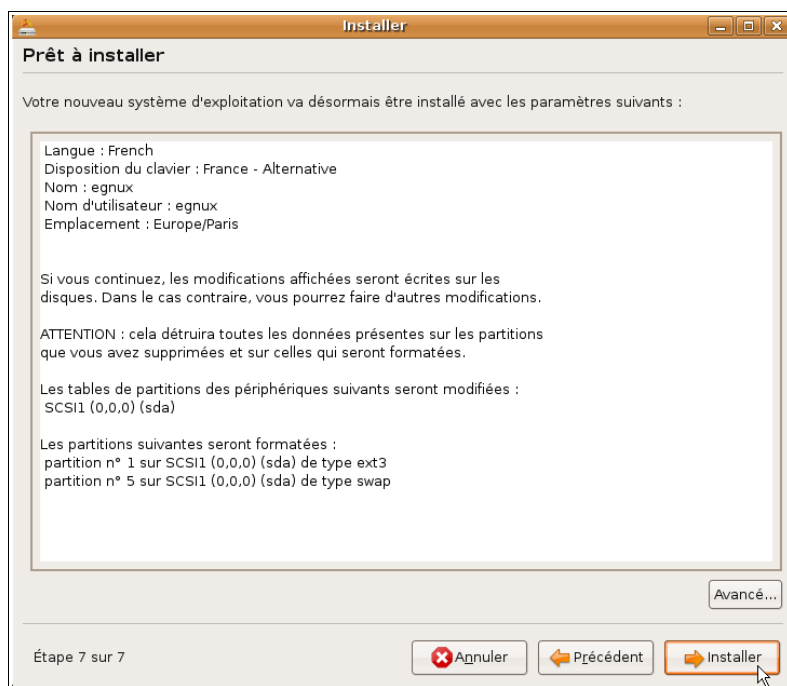 Installer
Prêt à installer
Votre nouveau système d'exploitation va désormais être installé avec les paramètres suivants :
Langue : French
Disposition du clavier : France - Alternative
Nom : egnux
Nom d'utilisateur : egnux
Emplacement : Europe/Paris
Si vous continuez, les modifications affichées seront écrites sur les
disques. Dans le cas contraire, vous pourrez faire d'autres modifications.
ATTENTION : cela détruira toutes les données présentes sur les partitions
que vous avez supprimées et sur celles qui seront formatées.
Les tables de partitions des périphériques suivants seront modifiées :
SCSI1 (0,0,0) (sda)
Les partitions suivantes seront formatées :
partition n° 1 sur SCSI1 (0,0,0) (sda) de type ext3
partition n° 5 sur SCSI1 (0,0,0) (sda) de type swap
Avancé...
Étape 7 sur 7
Annuler
Précédent
Installer